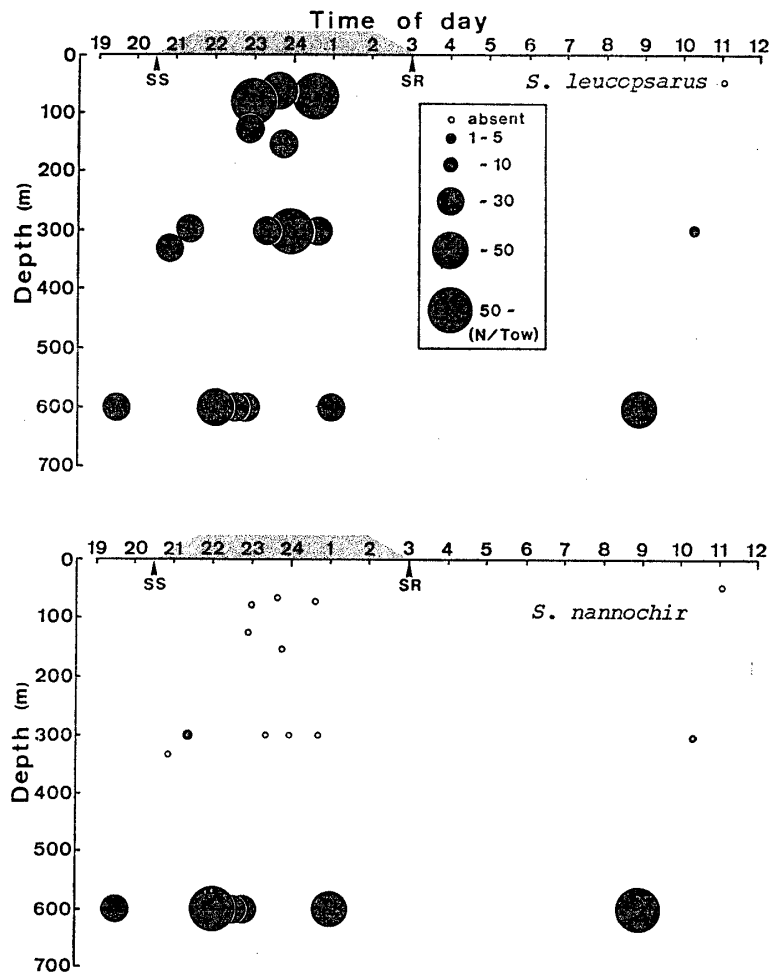 Time of day
19 20 21 22 23 24 1 2 3 4 5 6 7 8 9 10 11 12
0
SS
SR
S. leucopsarus
100
200
300
400
500
600
700
Depth (m)
absent
1-5
-10
-30
-50
50-
(N/Tow)
19 20 21 22 23 24 1 2 3 4 5 6 7 8 9 10 11 12
0
SS
SR
S. nannochir
100
200
300
400
500
600
700
Depth (m)